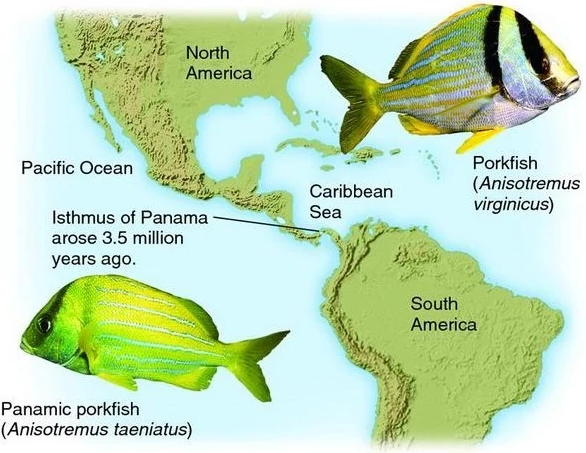 North
America
Pacific Ocean
Porkfish
(Anisotremus
virginicus)
Caribbean
Sea
Isthmus of Panama
arose 3.5 million
years ago.
South
America
Panamic porkfish
(Anisotremus taeniatus)